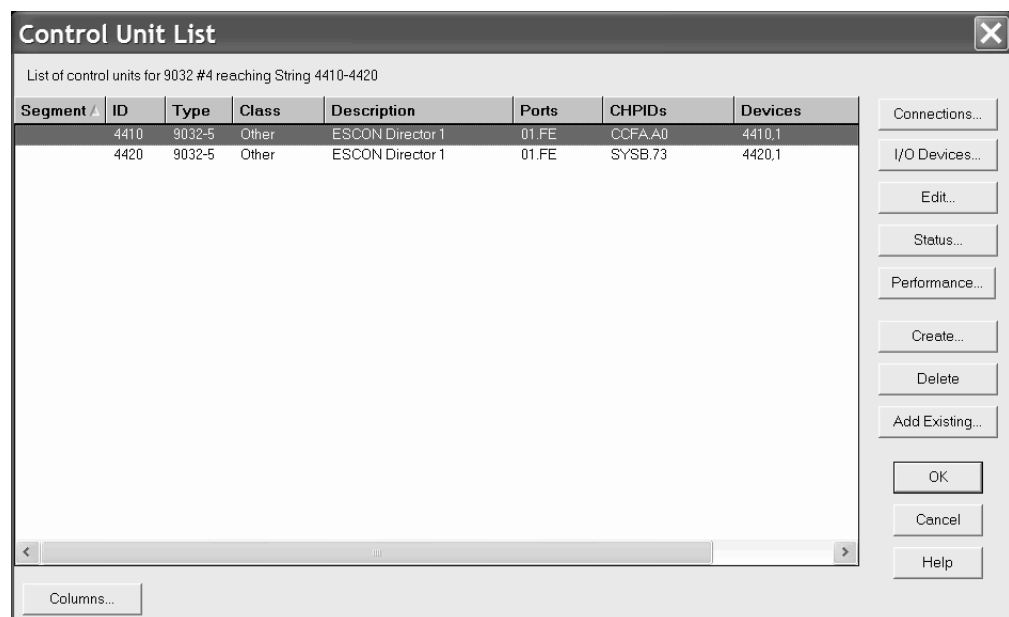 Control Unit List
List of control units for 9032 #4 reaching String 4410-4420
Segment ID Type Class Description Ports CHPIDs Devices
4410 9032-5 Other ESCON Director 1 01.FE CCFA.A0 4410,1
4420 9032-5 Other ESCON Director 1 01.FE SYSB.73 4420,1
Connections...
I/O Devices...
Edit...
Status...
Performance...
Create...
Delete
Add Existing...
OK
Cancel
Help
Columns...